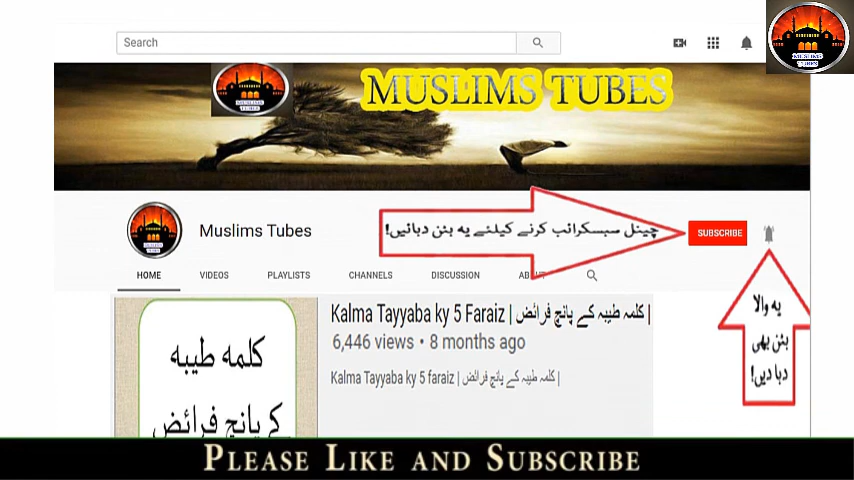 Search
MUSLIMS TUBES
MUSLIMS TUBES
Muslims Tubes
چینل سبسکرائب کرنے کیلئے یہ بٹن دبائیں!
SUBSCRIBE
HOME VIDEOS PLAYLISTS CHANNELS DISCUSSION
یہ والا
بٹن بھی
دبا دیں!
Kalma Tayyaba ky 5 Faraiz | کلمہ طیبہ کے پانچ فرائض |
6,446 views • 8 months ago
Kalma Tayyaba ky 5 faraiz | کلمہ طیبہ کے پانچ فرائض |
کلمہ طیبہ
کے پانچ فرائض
PLEASE LIKE AND SUBSCRIBE